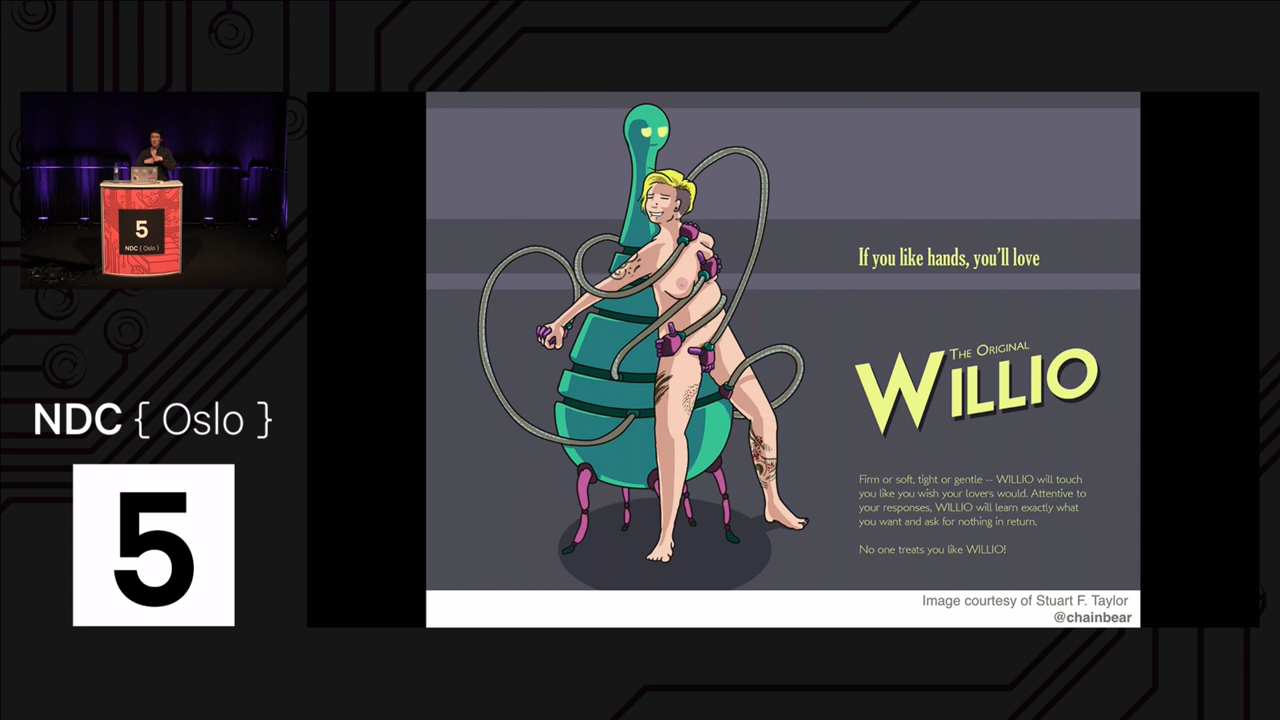 5
NDC { Oslo }
NDC { Oslo }
5
If you like hands, you'll love
THE ORIGINAL
WILLIO
Firm or soft, tight or gentle -- WILLIO will touch
you like you wish your lovers would. Attentive to
your responses, WILLIO will learn exactly what
you want and ask for nothing in return.
No one treats you like WILLIO!
Image courtesy of Stuart F. Taylor
@chainbear